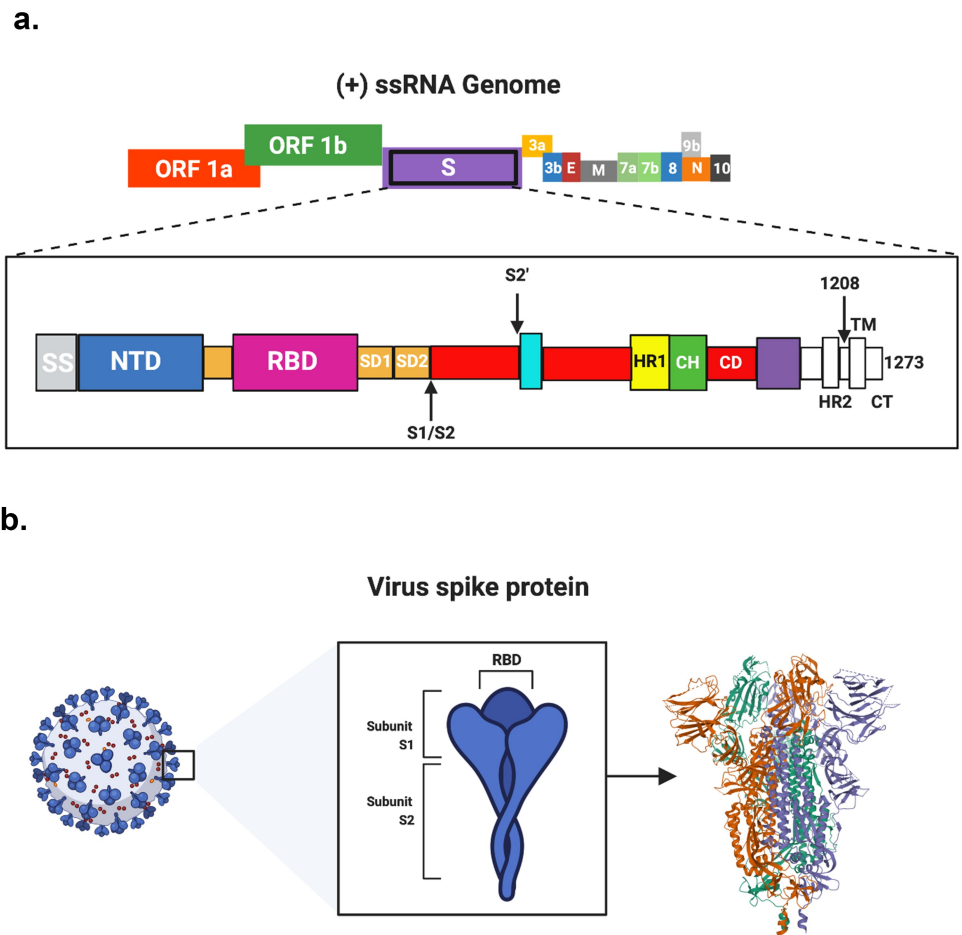 a.
(+) ssRNA Genome
ORF 1a
ORF 1b
S
3a
3b
E
M
7a
7b
8
9b
N
10
S2'
1208
TM
SS
NTD
RBD
SD1
SD2
HR1
CH
CD
1273
HR2
CT
S1/S2
b.
Virus spike protein
RBD
Subunit
S1
Subunit
S2